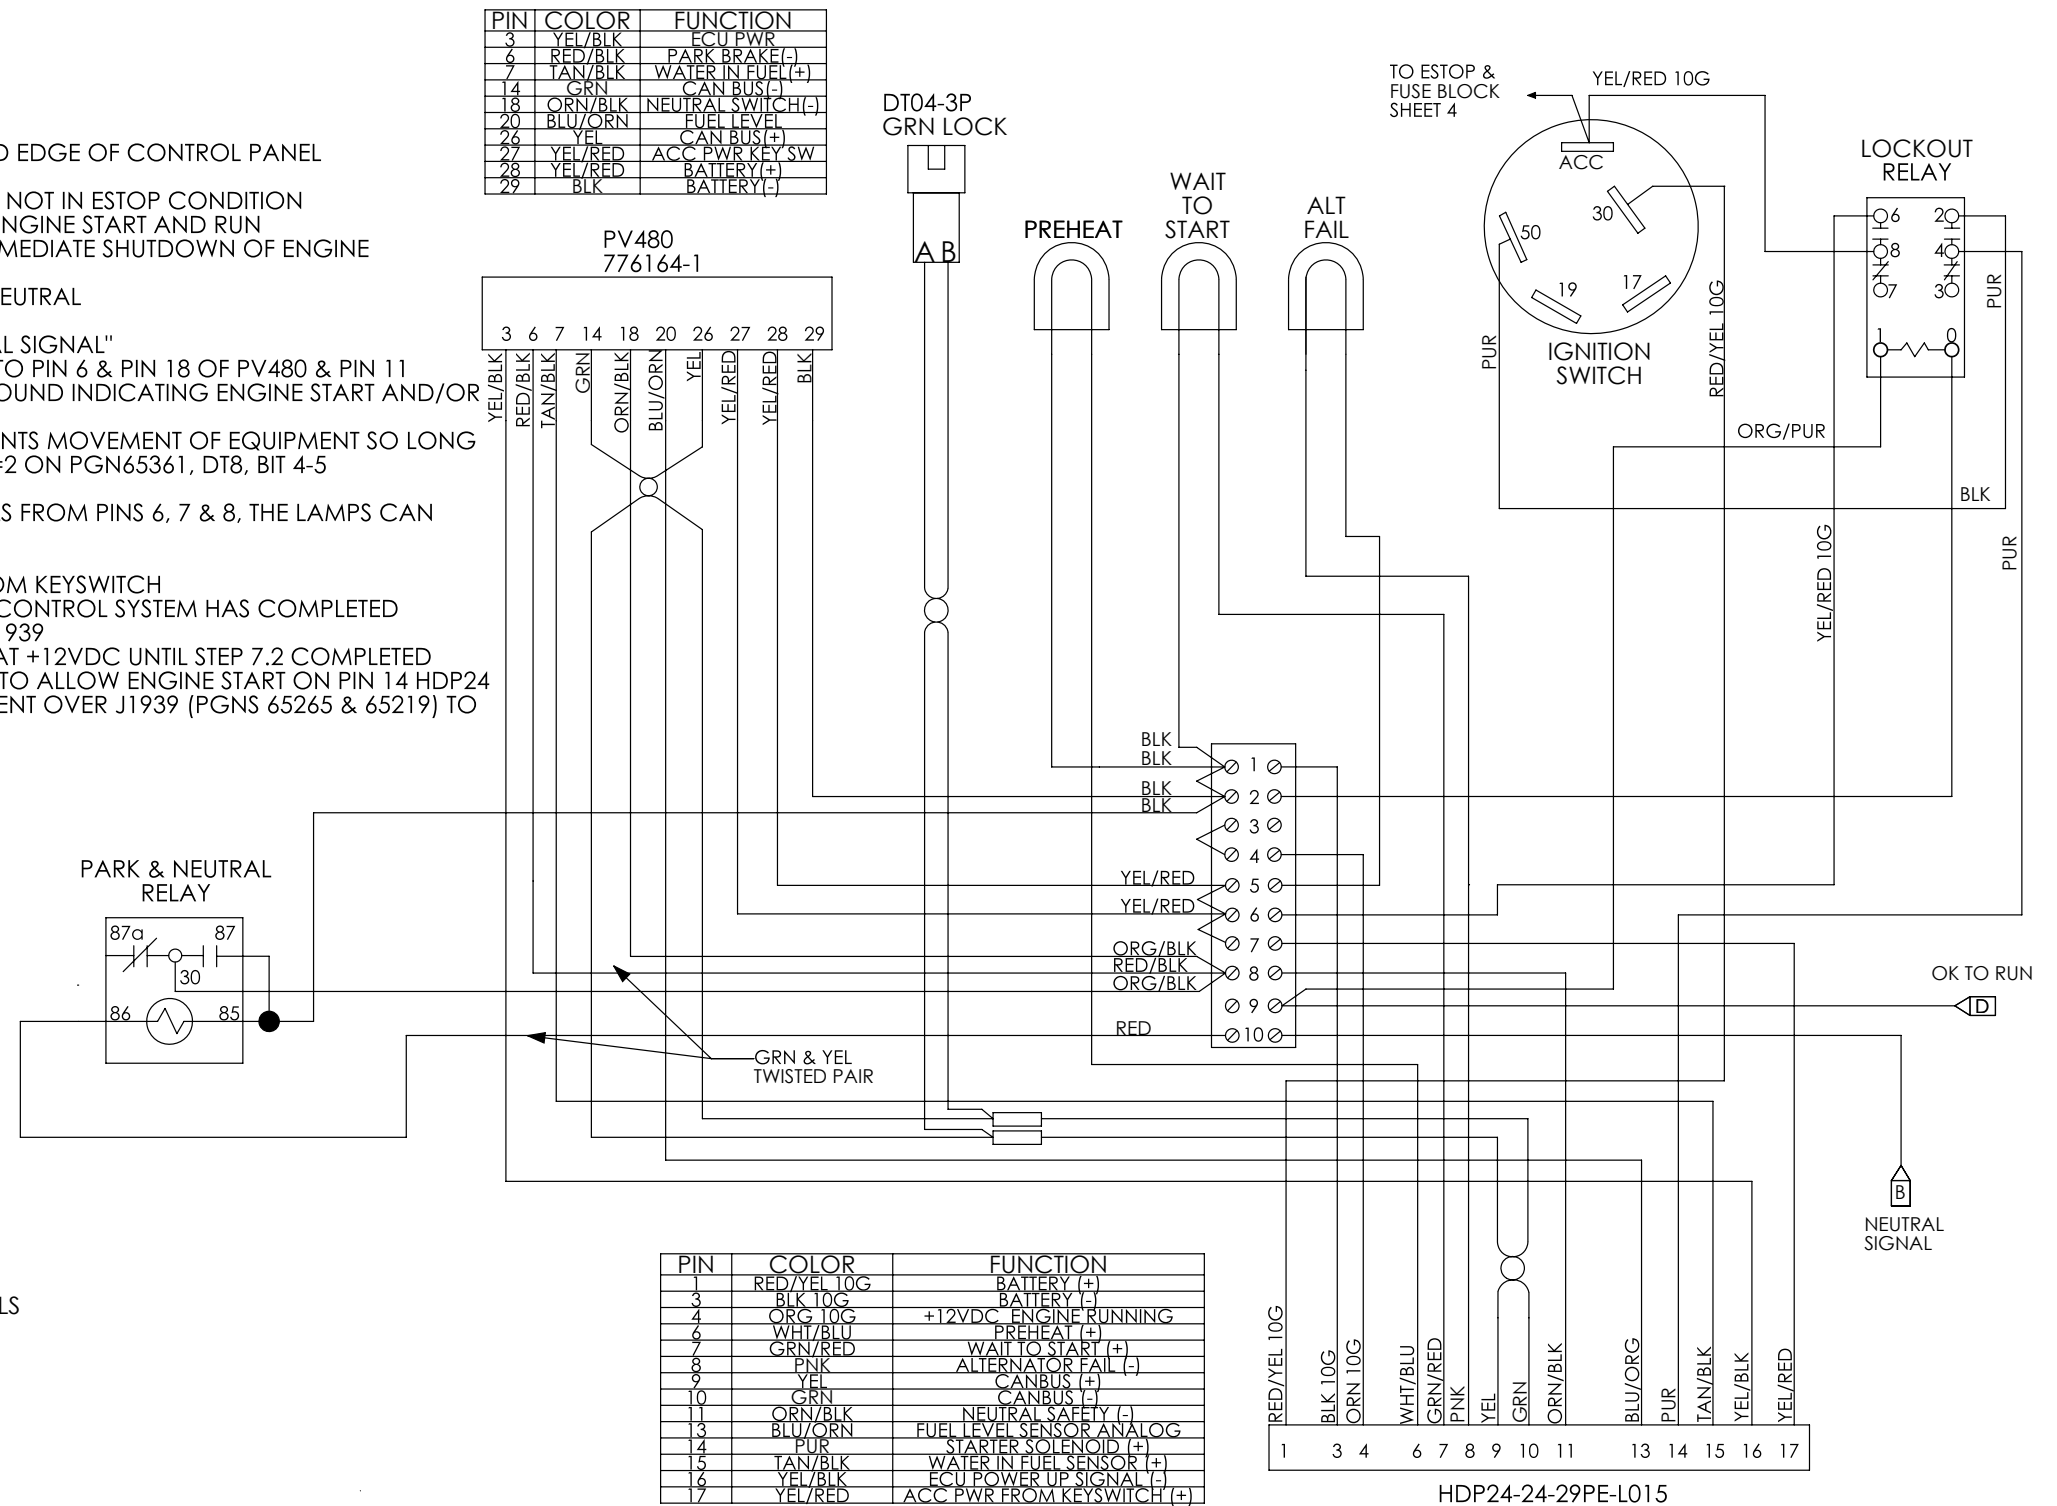 PIN COLOR FUNCTION
3 YEL/BLK ECU PWR
6 RED/BLK PARK BRAKE(-)
7 TAN/BLK WATER IN FUEL(+)
14 GRN CAN BUS(-)
18 ORN/BLK NEUTRAL SWITCH(-)
20 BLU/ORN FUEL LEVEL
26 YEL CAN BUS(+)
27 YEL/RED ACC PWR KEY SW
28 YEL/RED BATTERY(+)
29 BLK BATTERY(-)
EDGE OF CONTROL PANEL
NOT IN ESTOP CONDITION
ENGINE START AND RUN
MEDIATE SHUTDOWN OF ENGINE
EUTRAL
L SIGNAL"
TO PIN 6 & PIN 18 OF PV480 & PIN 11
OUND INDICATING ENGINE START AND/OR
NTS MOVEMENT OF EQUIPMENT SO LONG
=2 ON PGN65361, DT8, BIT 4-5
S FROM PINS 6, 7 & 8, THE LAMPS CAN
OM KEYSWITCH
CONTROL SYSTEM HAS COMPLETED
1939
AT +12VDC UNTIL STEP 7.2 COMPLETED
TO ALLOW ENGINE START ON PIN 14 HDP24
ENT OVER J1939 (PGNS 65265 & 65219) TO
LS
PV480
776164-1
3 6 7 14 18 20 26 27 28 29
YEL/BLK
RED/BLK
TAN/BLK
GRN
ORN/BLK
BLU/ORN
YEL
YEL/RED
YEL/RED
BLK
DT04-3P
GRN LOCK
A B
PREHEAT
WAIT
TO
START
ALT
FAIL
TO ESTOP &
FUSE BLOCK
SHEET 4
YEL/RED 10G
ACC
30
50
19
17
IGNITION
SWITCH
PUR
RED/YEL 10G
LOCKOUT
RELAY
6 2
8 4
7 3
1 0
PUR
ORG/PUR
BLK
YEL/RED 10G
PUR
BLK
BLK
BLK
BLK
YEL/RED
YEL/RED
ORG/BLK
RED/BLK
ORG/BLK
RED
1
2
3
4
5
6
7
8
9
10
PARK & NEUTRAL
RELAY
87a 87
30
86 85
GRN & YEL
TWISTED PAIR
OK TO RUN
D
B
NEUTRAL
SIGNAL
PIN COLOR FUNCTION
1 RED/YEL 10G BATTERY (+)
3 BLK 10G BATTERY (-)
4 ORG 10G +12VDC ENGINE RUNNING
6 WHT/BLU PREHEAT (+)
7 GRN/RED WAIT TO START (+)
8 PNK ALTERNATOR FAIL (-)
9 YEL CANBUS (+)
10 GRN CANBUS (-)
11 ORN/BLK NEUTRAL SAFETY (-)
13 BLU/ORN FUEL LEVEL SENSOR ANALOG
14 PUR STARTER SOLENOID (+)
15 TAN/BLK WATER IN FUEL SENSOR (+)
16 YEL/BLK ECU POWER UP SIGNAL (-)
17 YEL/RED ACC PWR FROM KEYSWITCH (+)
RED/YEL 10G
BLK 10G
ORN 10G
WHT/BLU
GRN/RED
PNK
YEL
GRN
ORN/BLK
BLU/ORG
PUR
TAN/BLK
YEL/BLK
YEL/RED
1 3 4 6 7 8 9 10 11 13 14 15 16 17
HDP24-24-29PE-L015